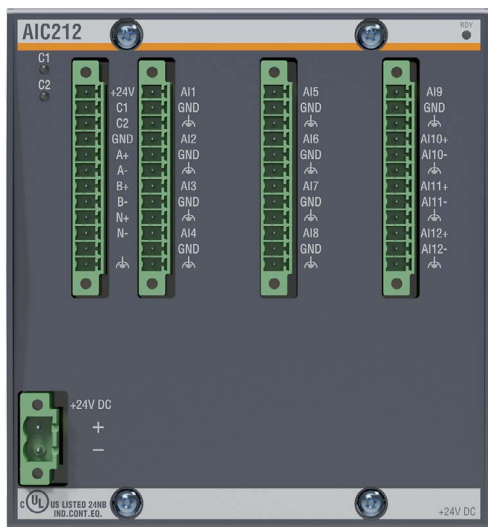 AIC212
RDY
C1
C2
+24V
C1
C2
GND
A+
A-
B+
B-
N+
N-
AI1
GND
AI2
GND
AI3
GND
AI4
GND
AI5
GND
AI6
GND
AI7
GND
AI8
GND
AI9
GND
AI10+
AI10-
AI11+
AI11-
AI12+
AI12-
+24V DC
+
−
C UL US LISTED 24NB
IND.CONT.EQ.
+24V DC